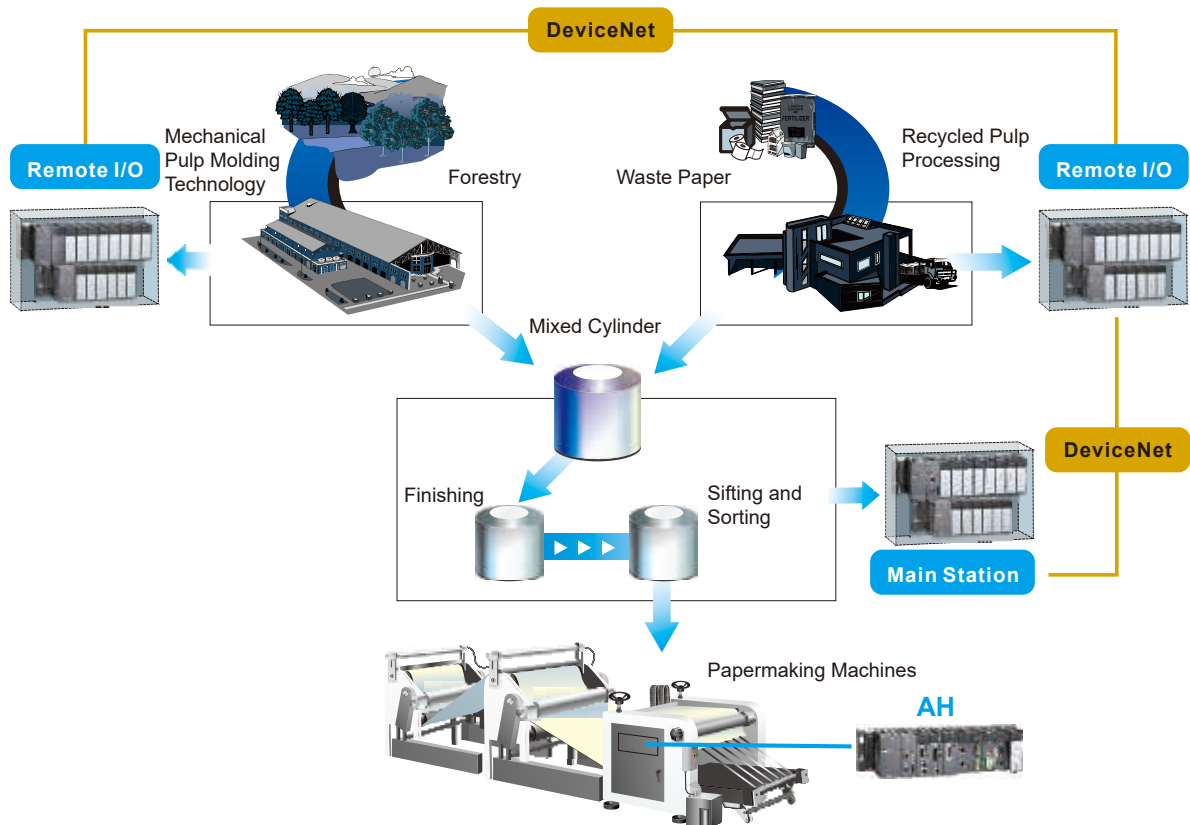 DeviceNet
Mechanical
Pulp Molding
Technology
Remote I/O
Forestry
Waste Paper
FERTILIZER
Recycled Pulp
Processing
Remote I/O
Mixed Cylinder
DeviceNet
Finishing
Sifting and
Sorting
Main Station
Papermaking Machines
AH